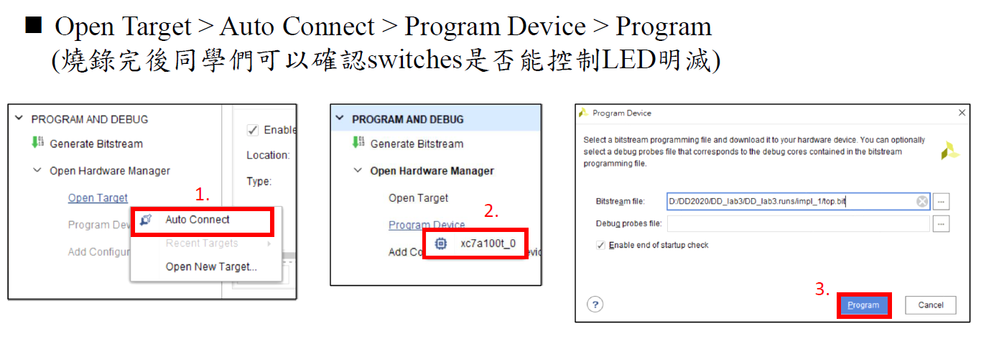 ■ Open Target > Auto Connect > Program Device > Program
(燒錄完後同學們可以確認switches是否能控制LED明滅)
PROGRAM AND DEBUG
Generate Bitstream
Open Hardware Manager
Open Target
1.
Auto Connect
Program Dev
Recent Targets
Add Configur
Open New Target...
Enable
Location:
Type:
PROGRAM AND DEBUG
Generate Bitstream
Open Hardware Manager
Open Target
2.
Program Device
xc7a100t_0
Add Co
evic
Program Device
Select a bitstream programming file and download it to your hardware device. You can optionally
select a debug probes file that corresponds to the debug cores contained in the bitstream
programming file.
Bitstream file: D:/DD2020/DD_lab3/DD_lab3.runs/impl_1/top.bit ...
Debug probes file: ...
Enable end of startup check
3.
? Program Cancel